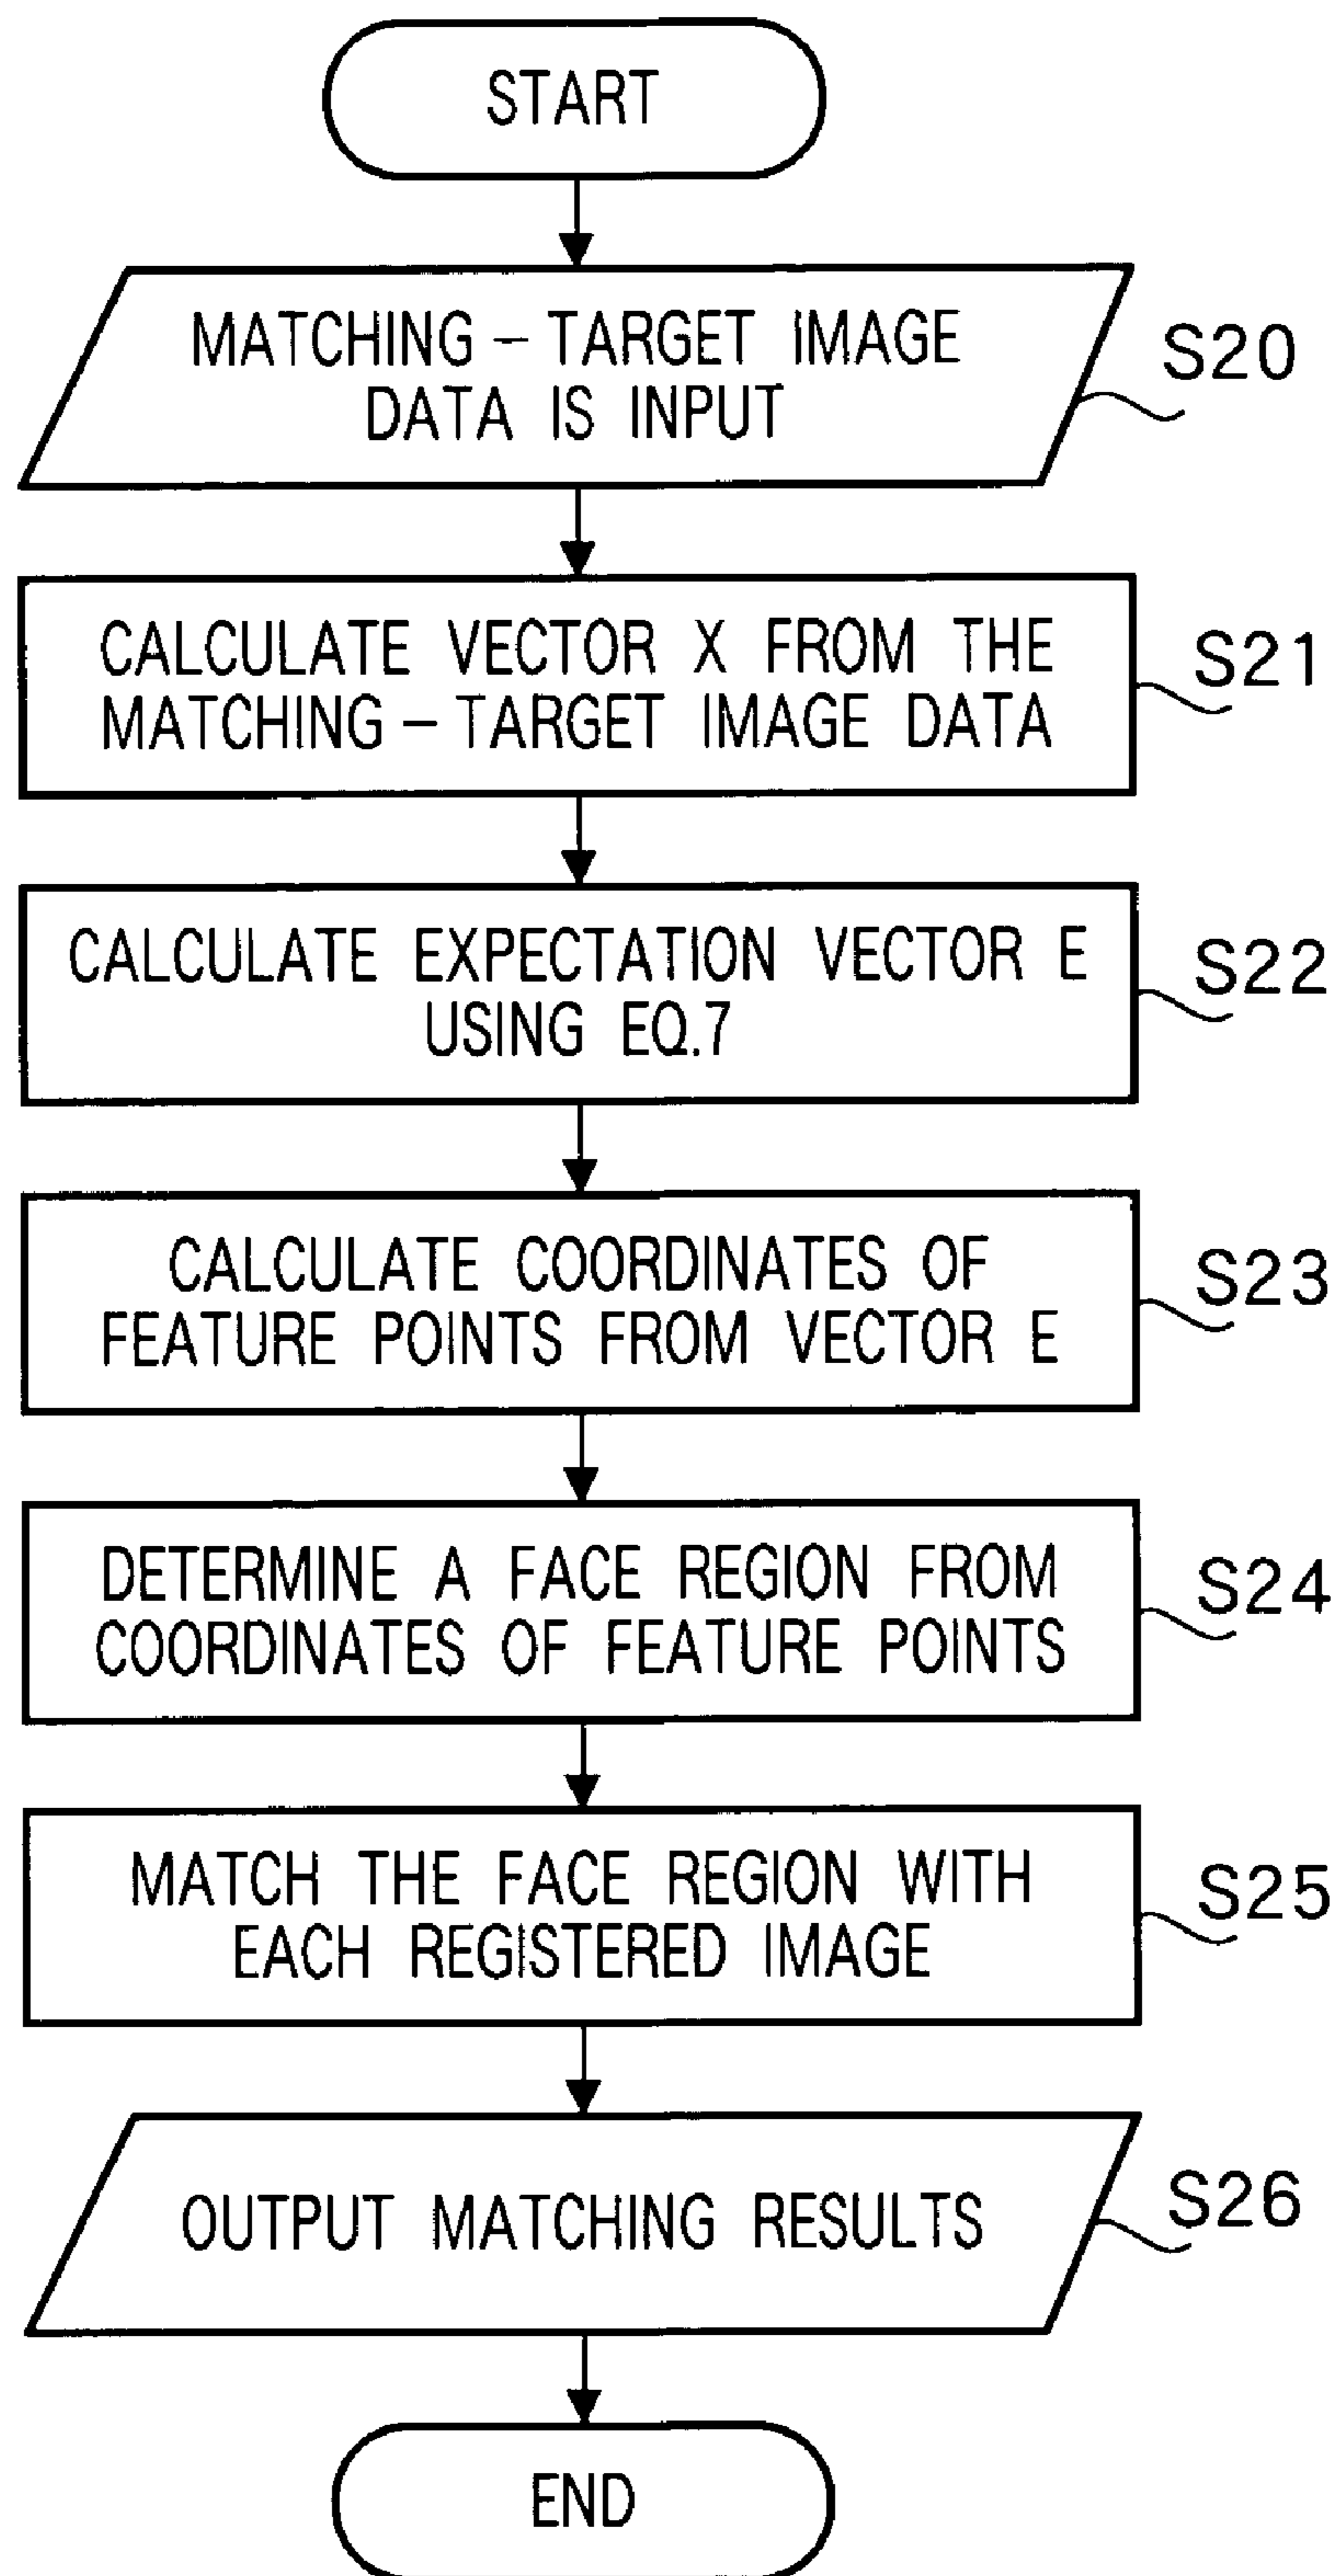 START
MATCHING – TARGET IMAGE
DATA IS INPUT
S20
CALCULATE VECTOR X FROM THE
MATCHING – TARGET IMAGE DATA
S21
CALCULATE EXPECTATION VECTOR E
USING EQ.7
S22
CALCULATE COORDINATES OF
FEATURE POINTS FROM VECTOR E
S23
DETERMINE A FACE REGION FROM
COORDINATES OF FEATURE POINTS
S24
MATCH THE FACE REGION WITH
EACH REGISTERED IMAGE
S25
OUTPUT MATCHING RESULTS
S26
END